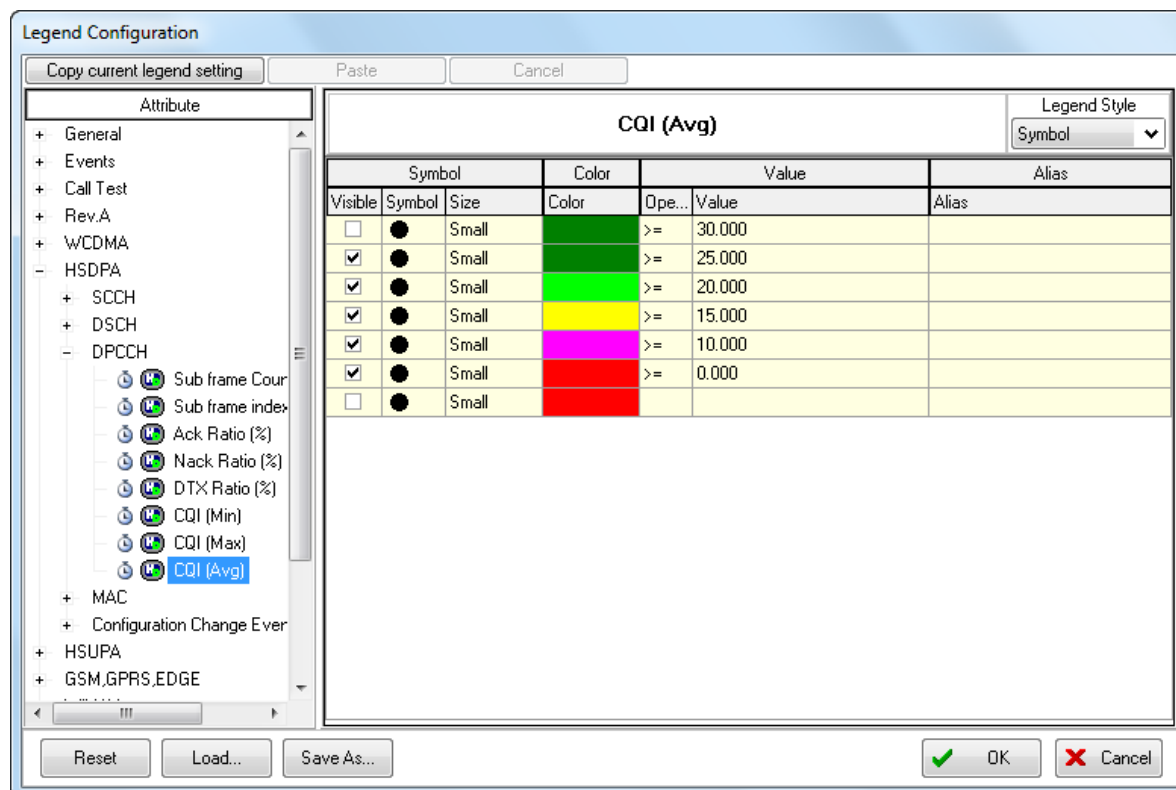 Legend Configuration
Copy current legend setting Paste Cancel
Attribute
General
Events
Call Test
Rev.A
WCDMA
HSDPA
SCCH
DSCH
DPCCH
Sub frame Cour
Sub frame index
Ack Ratio (%)
Nack Ratio (%)
DTX Ratio (%)
CQI (Min)
CQI (Max)
CQI (Avg)
MAC
Configuration Change Ever
HSUPA
GSM,GPRS,EDGE
CQI (Avg)
Legend Style
Symbol
Symbol Color Value Alias
Visible Symbol Size Color Ope... Value Alias
Small >= 30.000
Small >= 25.000
Small >= 20.000
Small >= 15.000
Small >= 10.000
Small >= 0.000
Small
Reset Load... Save As... OK Cancel